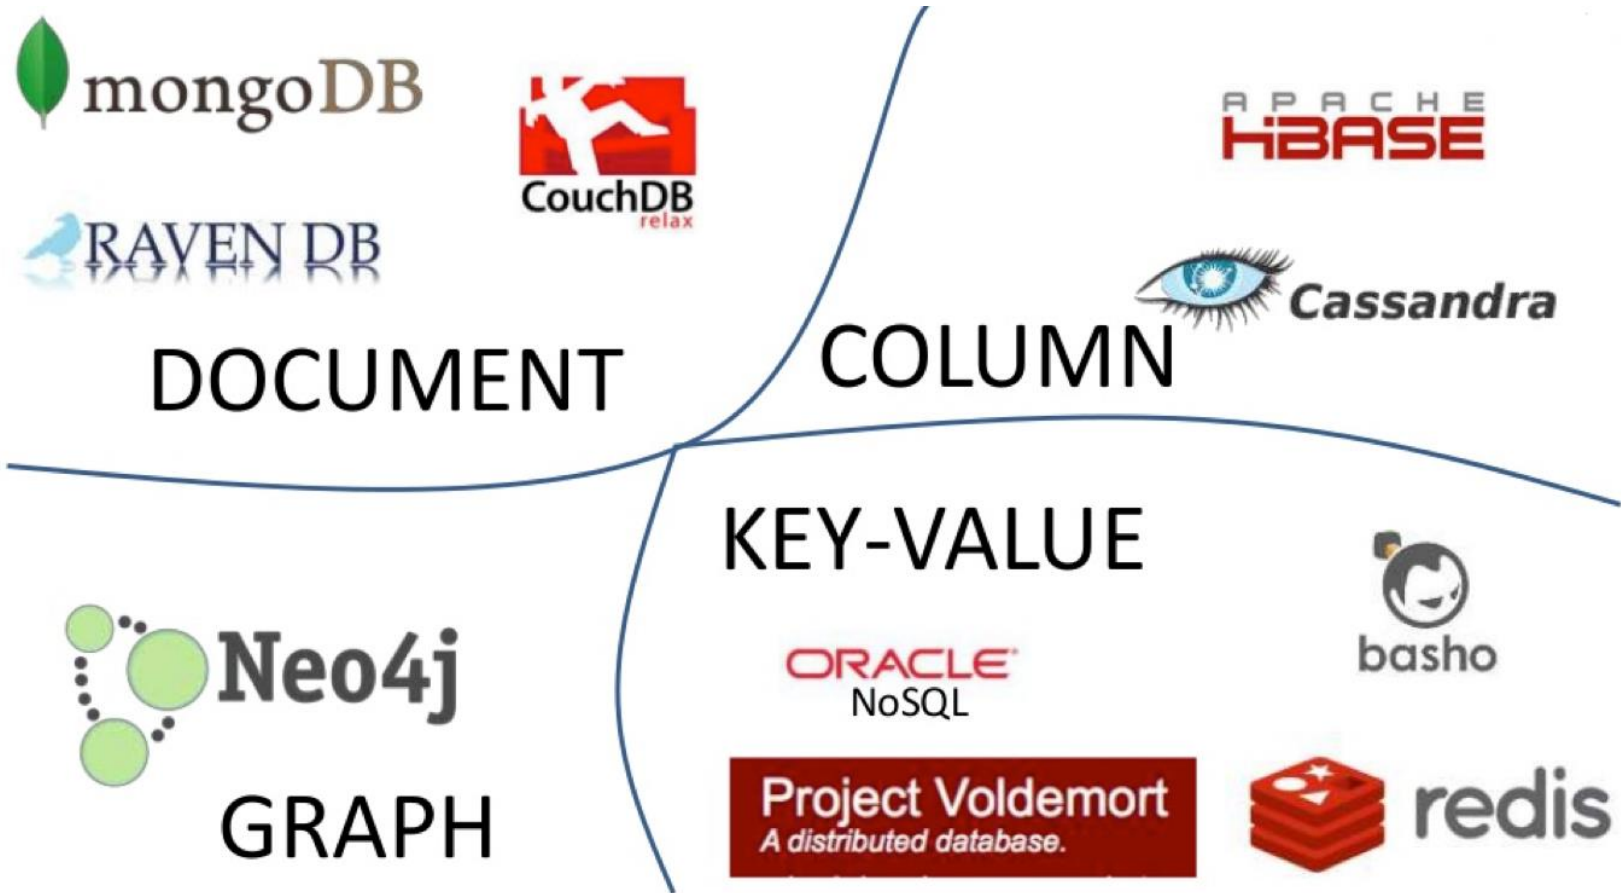 mongoDB
CouchDB
relax
RAVEN DB
DOCUMENT
APACHE
HBASE
Cassandra
COLUMN
KEY-VALUE
basho
ORACLE
NoSQL
Project Voldemort
A distributed database.
redis
Neo4j
GRAPH